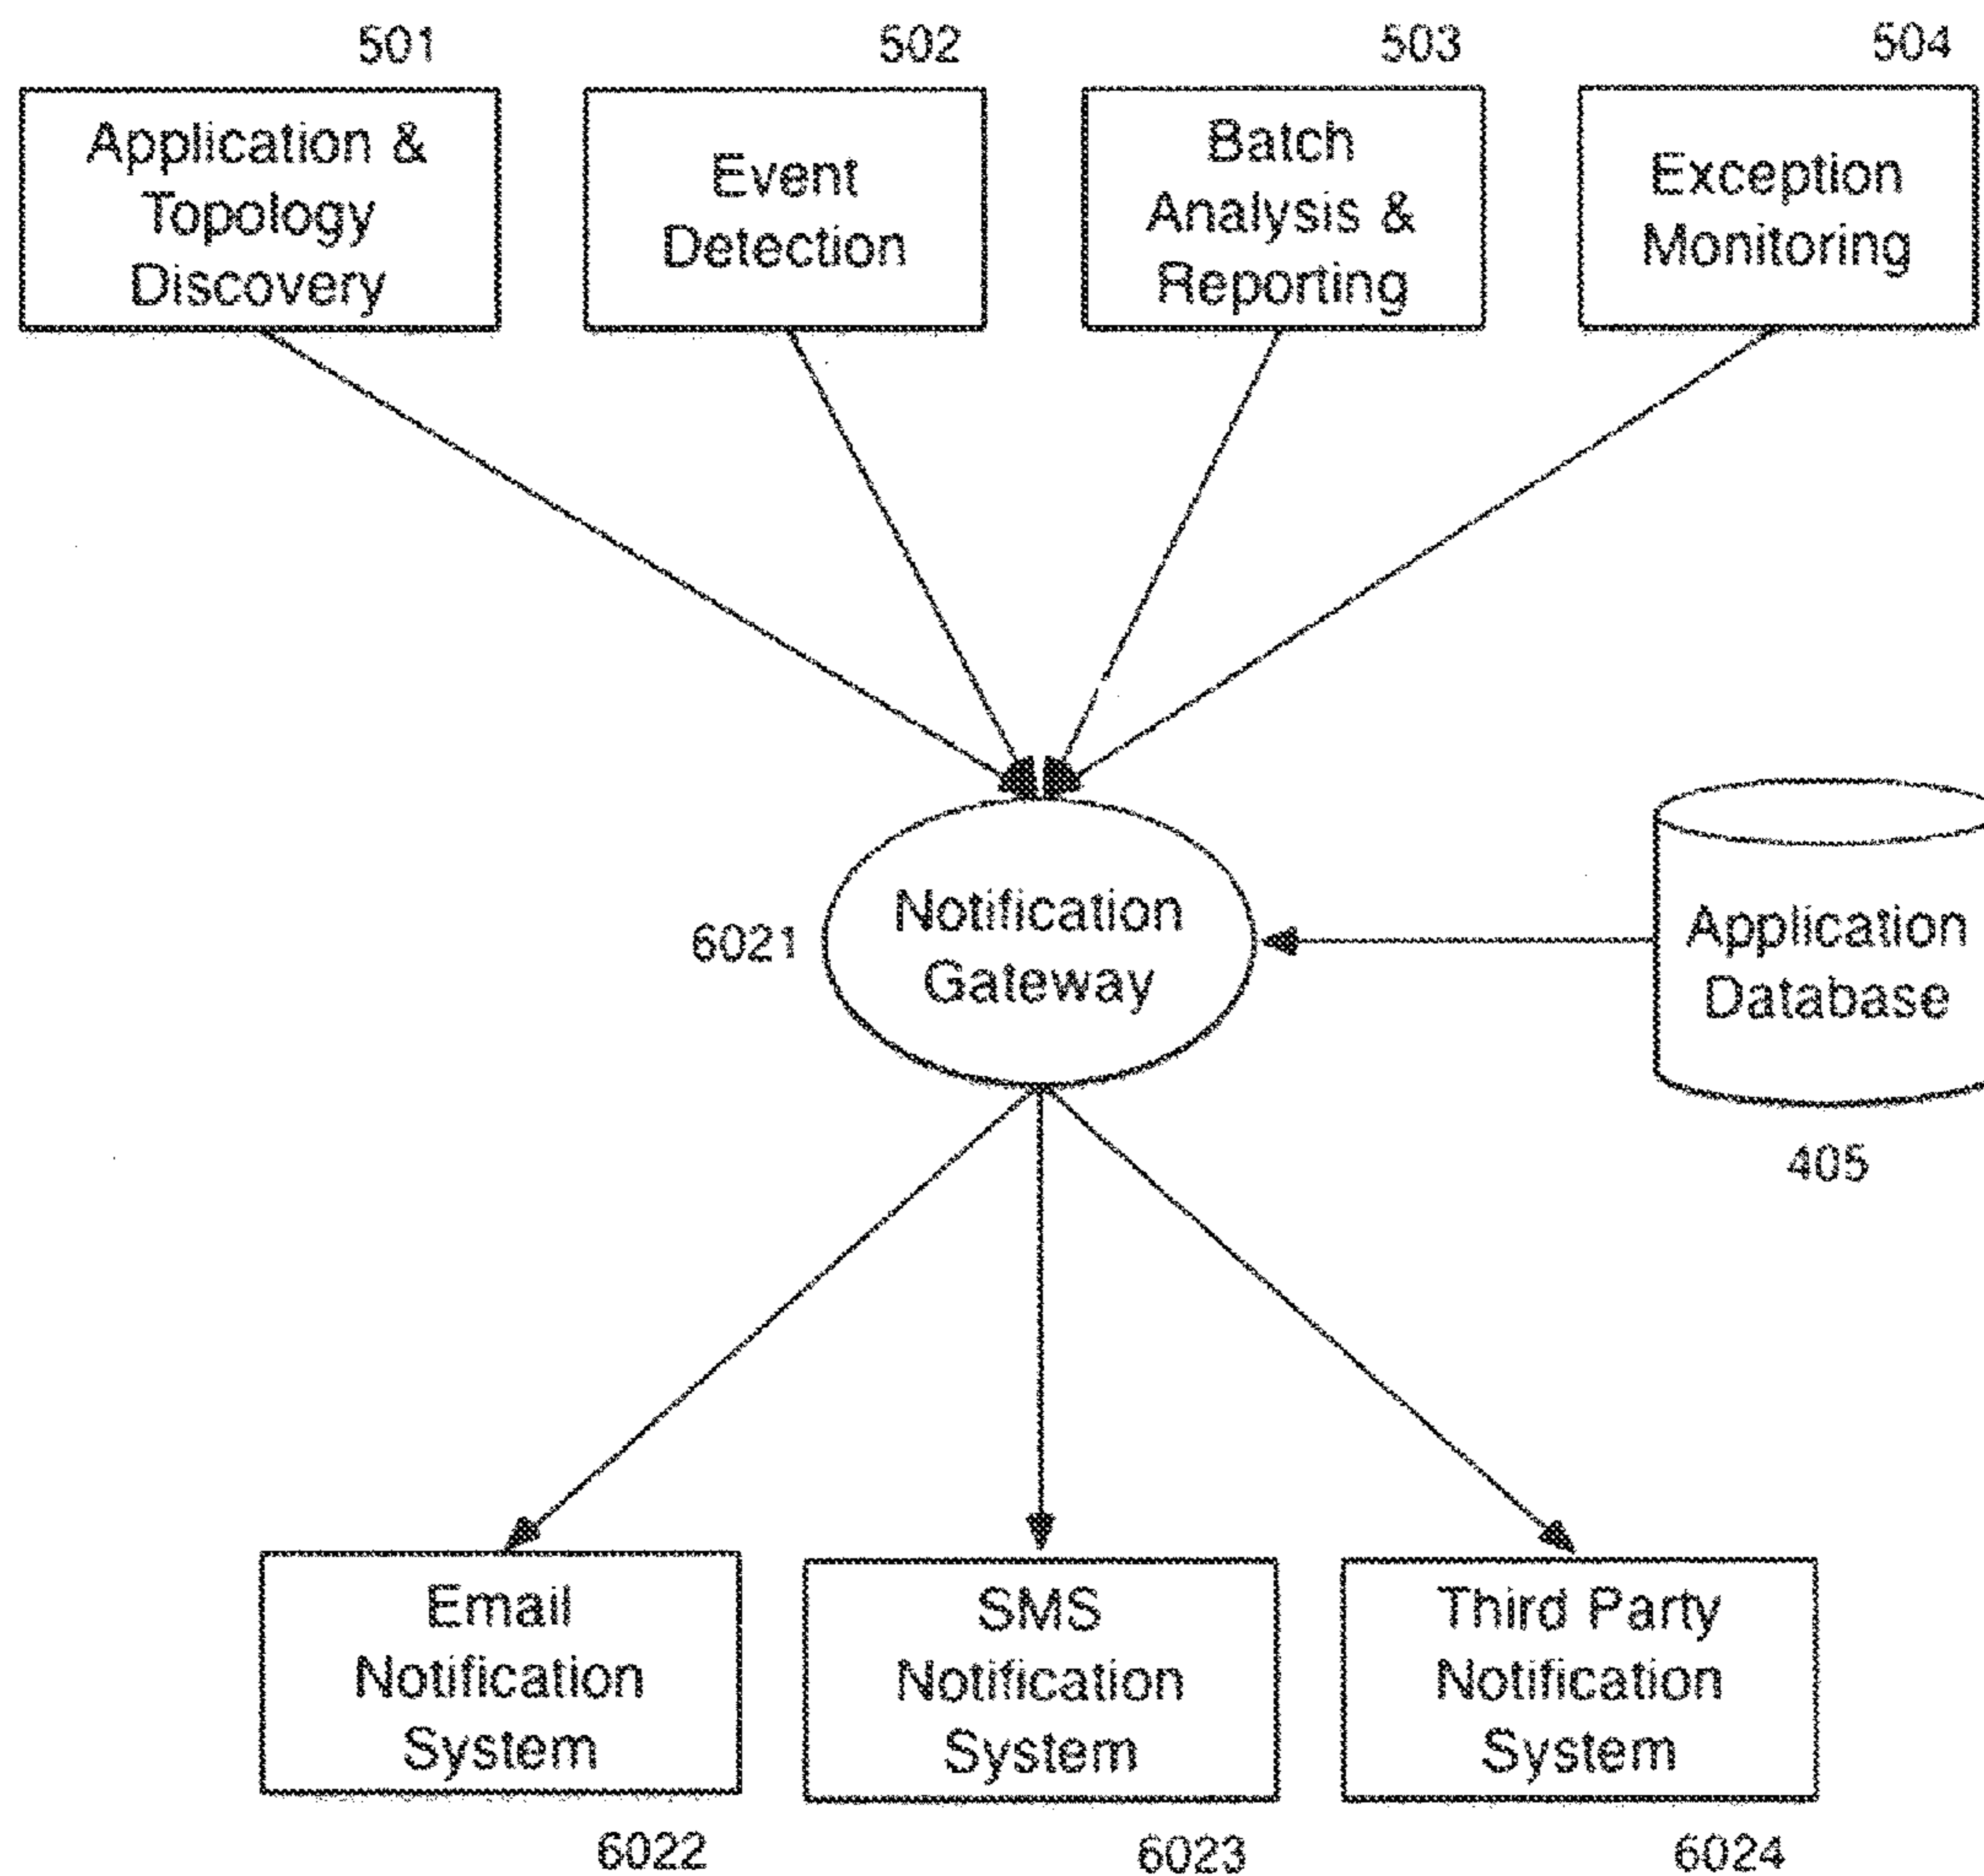 501
502
503
504
Application &
Topology
Discovery
Event
Detection
Batch
Analysis &
Reporting
Exception
Monitoring
6021
Notification
Gateway
Application
Database
405
Email
Notification
System
6022
SMS
Notification
System
6023
Third Party
Notification
System
6024